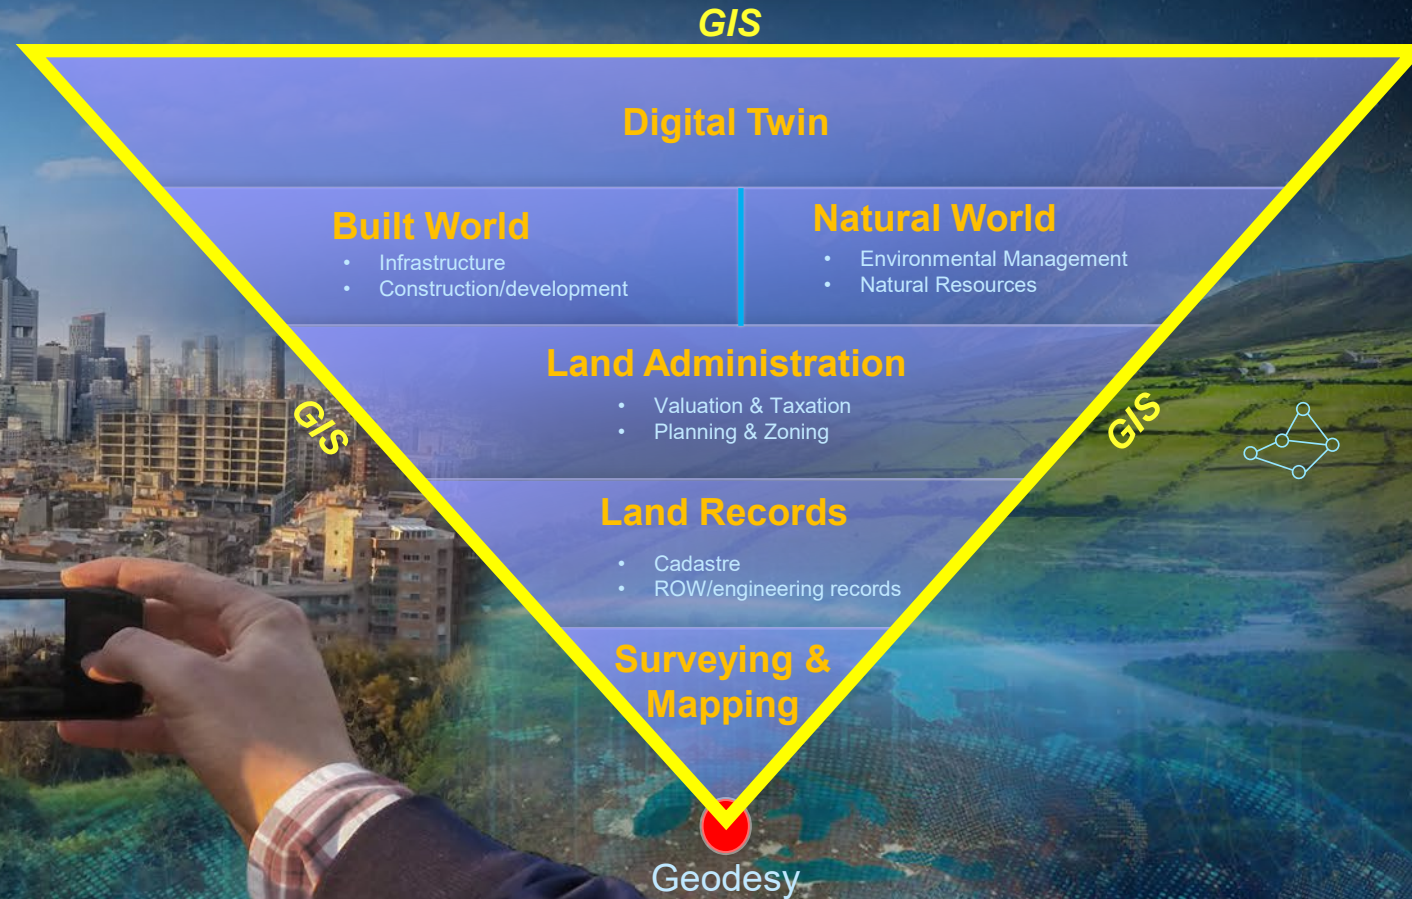 GIS
Digital Twin
Built World
• Infrastructure
• Construction/development
Natural World
• Environmental Management
• Natural Resources
Land Administration
• Valuation & Taxation
• Planning & Zoning
GIS
GIS
Land Records
• Cadastre
• ROW/engineering records
Surveying &
Mapping
Geodesy